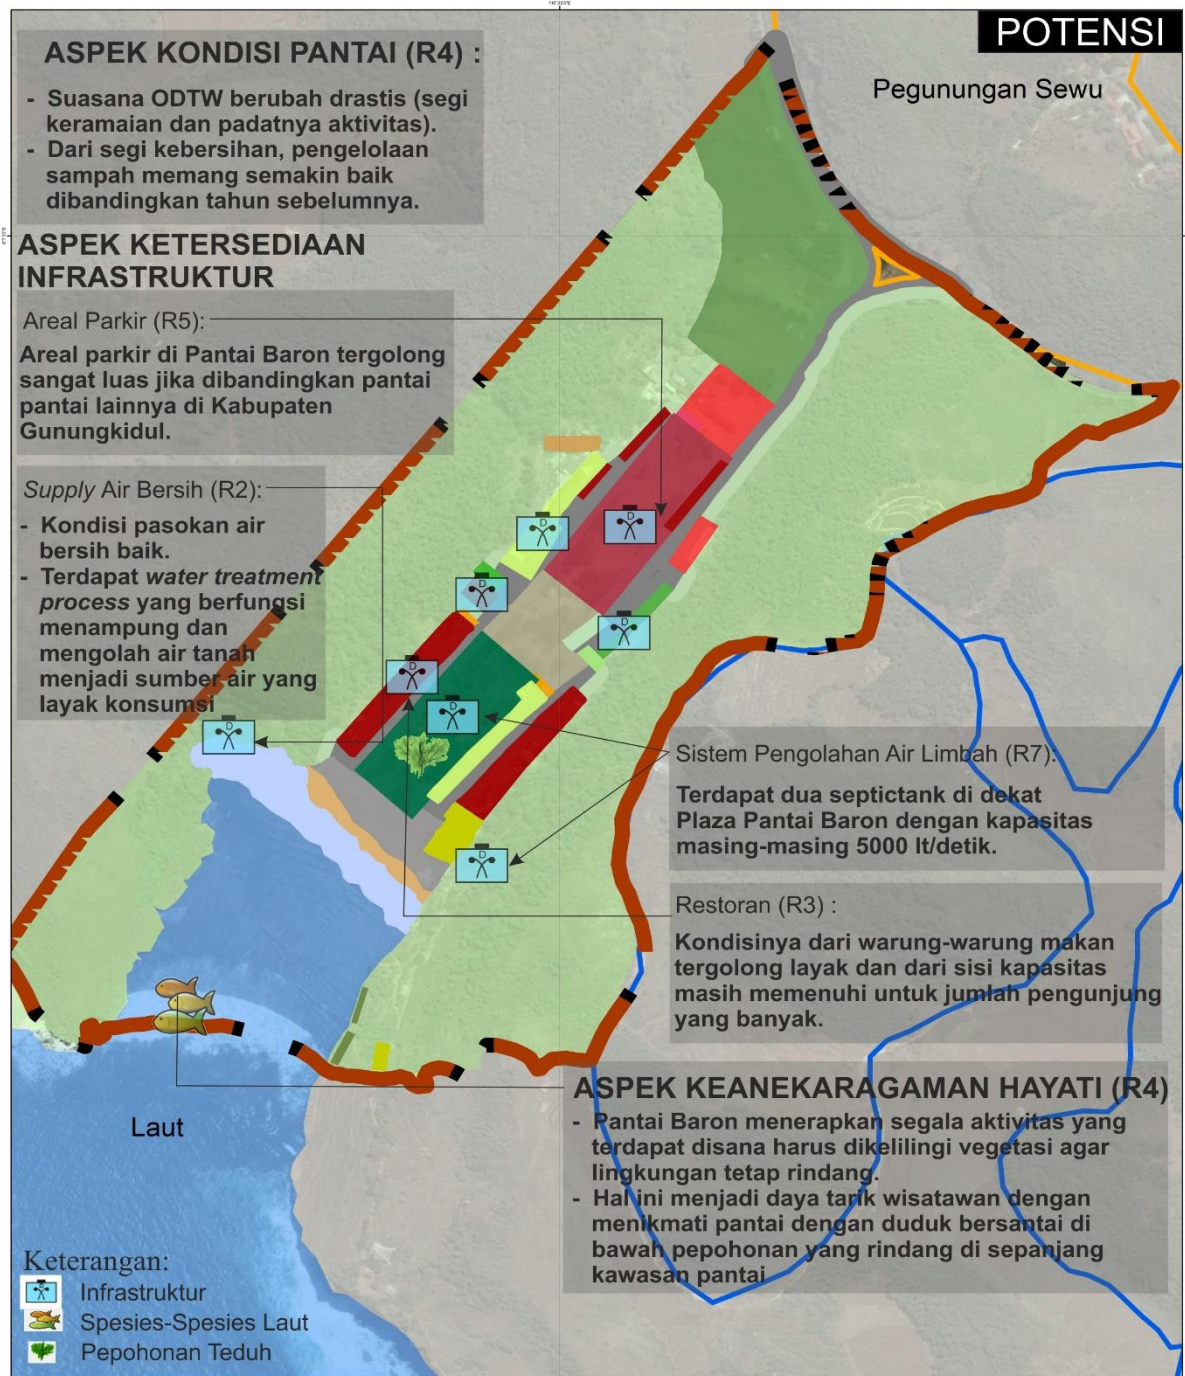 POTENSI
Pegunungan Sewu
ASPEK KONDISI PANTAI (R4) :
- Suasana ODTW berubah drastis (segi
keramaian dan padatnya aktivitas).
- Dari segi kebersihan, pengelolaan
sampah memang semakin baik
dibandingkan tahun sebelumnya.
ASPEK KETERSEDIAAN
INFRASTRUKTUR
Areal Parkir (R5):
Areal parkir di Pantai Baron tergolong
sangat luas jika dibandingkan pantai
pantai lainnya di Kabupaten
Gunungkidul.
Supply Air Bersih (R2):
- Kondisi pasokan air
bersih baik.
- Terdapat water treatment
process yang berfungsi
menampung dan
mengolah air tanah
menjadi sumber air yang
layak konsumsi
Sistem Pengolahan Air Limbah (R7):
Terdapat dua septictank di dekat
Plaza Pantai Baron dengan kapasitas
masing-masing 5000 lt/detik.
Restoran (R3) :
Kondisinya dari warung-warung makan
tergolong layak dan dari sisi kapasitas
masih memenuhi untuk jumlah pengunjung
yang banyak.
ASPEK KEANEKARAGAMAN HAYATI (R4)
- Pantai Baron menerapkan segala aktivitas yang
terdapat disana harus dikelilingi vegetasi agar
lingkungan tetap rindang.
- Hal ini menjadi daya tarik wisatawan dengan
menikmati pantai dengan duduk bersantai di
bawah pepohonan yang rindang di sepanjang
kawasan pantai
Laut
Keterangan:
Infrastruktur
Spesies-Spesies Laut
Pepohonan Teduh